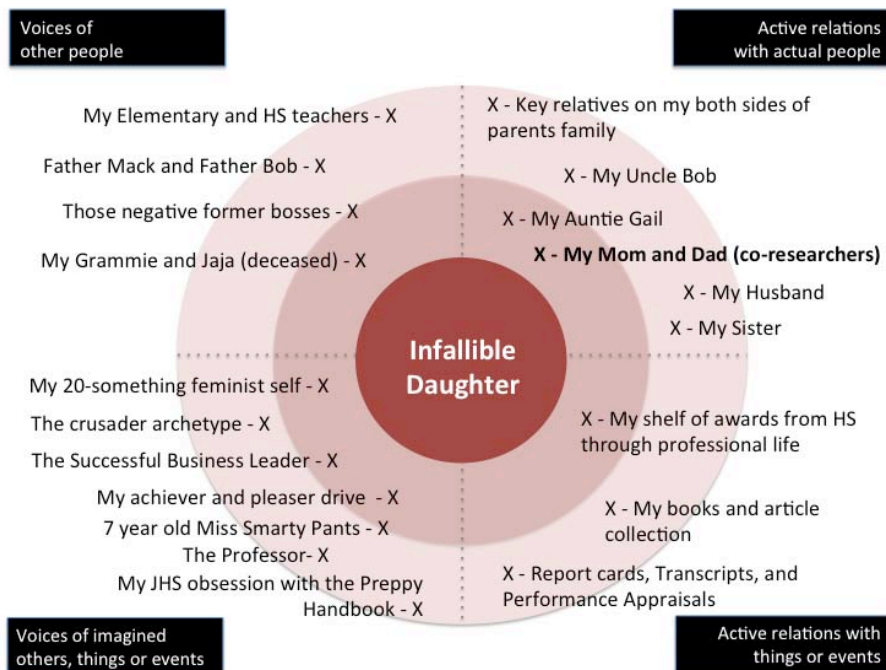 Voices of
other people
Active relations
with actual people
My Elementary and HS teachers - X
Father Mack and Father Bob - X
Those negative former bosses - X
My Grammie and Jaja (deceased) - X
X - Key relatives on my both sides of
parents family
X - My Uncle Bob
X - My Auntie Gail
X - My Mom and Dad (co-researchers)
X - My Husband
X - My Sister
Infallible
Daughter
My 20-something feminist self - X
The crusader archetype - X
The Successful Business Leader - X
My achiever and pleaser drive - X
7 year old Miss Smarty Pants - X
The Professor- X
My JHS obsession with the Preppy
Handbook - X
X - My shelf of awards from HS
through professional life
X - My books and article
collection
X - Report cards, Transcripts, and
Performance Appraisals
Voices of imagined
others, things or events
Active relations with
things or events